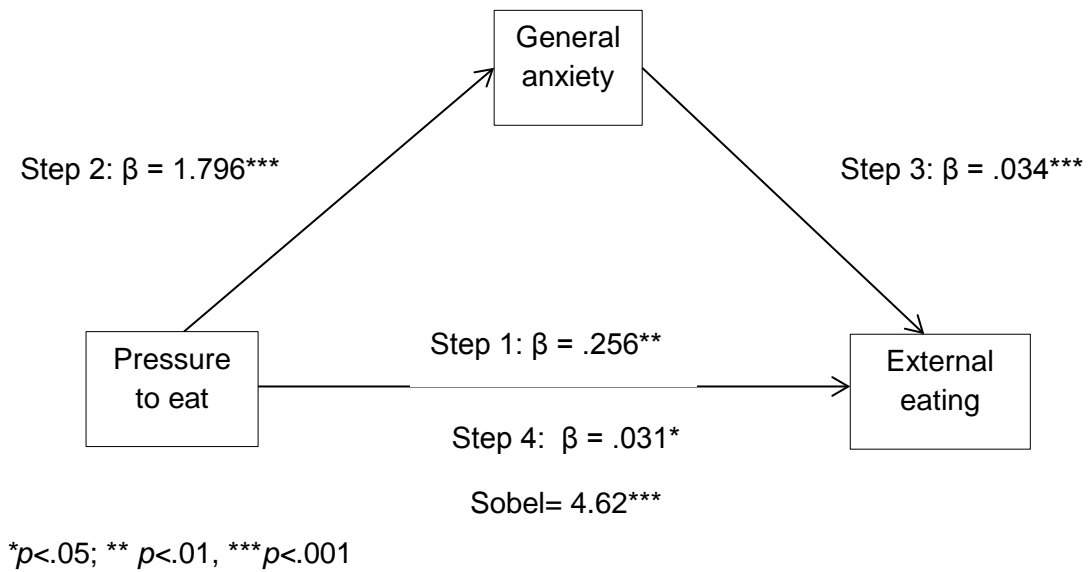 General
anxiety
Step 2: β = 1.796***
Step 3: β = .034***
Pressure
to eat
Step 1: β = .256**
External
eating
Step 4:  β = .031*
Sobel= 4.62***
*p<.05; ** p<.01, ***p<.001